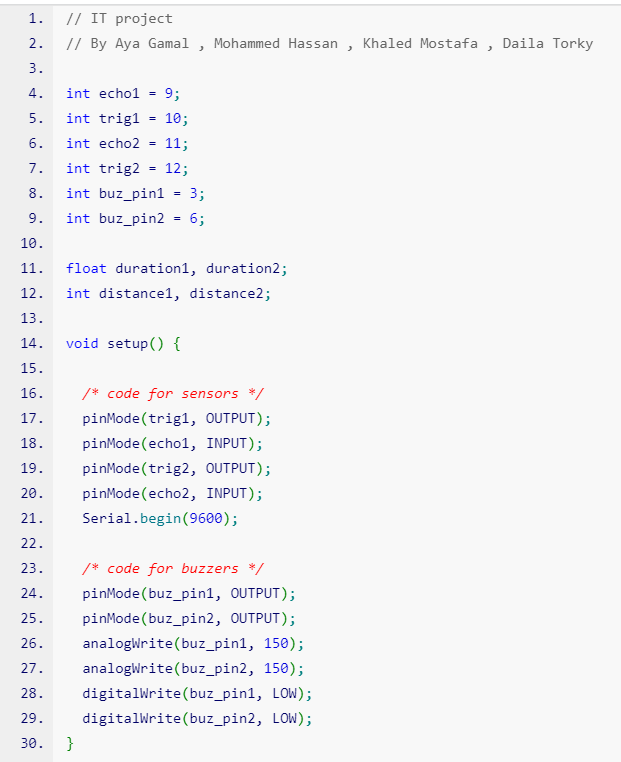 1. // IT project
2. // By Aya Gamal , Mohammed Hassan , Khaled Mostafa , Daila Torky
3.
4. int echo1 = 9;
5. int trig1 = 10;
6. int echo2 = 11;
7. int trig2 = 12;
8. int buz_pin1 = 3;
9. int buz_pin2 = 6;
10.
11. float duration1, duration2;
12. int distance1, distance2;
13.
14. void setup() {
15.
16.   /* code for sensors */
17.   pinMode(trig1, OUTPUT);
18.   pinMode(echo1, INPUT);
19.   pinMode(trig2, OUTPUT);
20.   pinMode(echo2, INPUT);
21.   Serial.begin(9600);
22.
23.   /* code for buzzers */
24.   pinMode(buz_pin1, OUTPUT);
25.   pinMode(buz_pin2, OUTPUT);
26.   analogWrite(buz_pin1, 150);
27.   analogWrite(buz_pin2, 150);
28.   digitalWrite(buz_pin1, LOW);
29.   digitalWrite(buz_pin2, LOW);
30. }